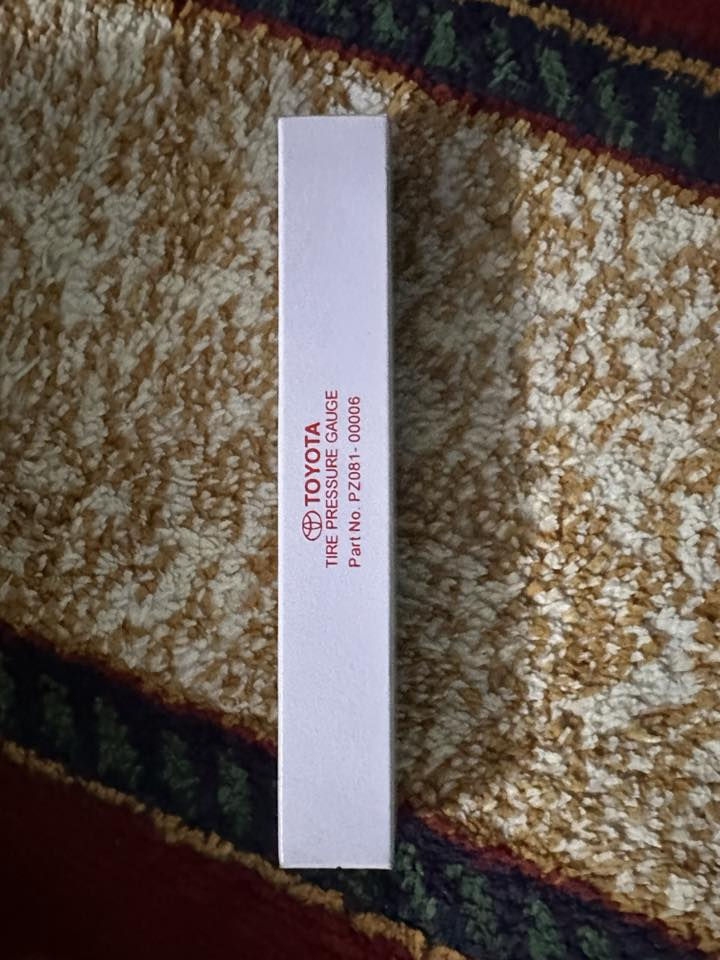 TOYOTA
TIRE PRESSURE GAUGE
Part No. PZ081- 00006